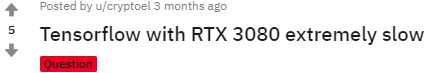 Posted by u/cryptoel 3 months ago
5
Tensorflow with RTX 3080 extremely slow
Question